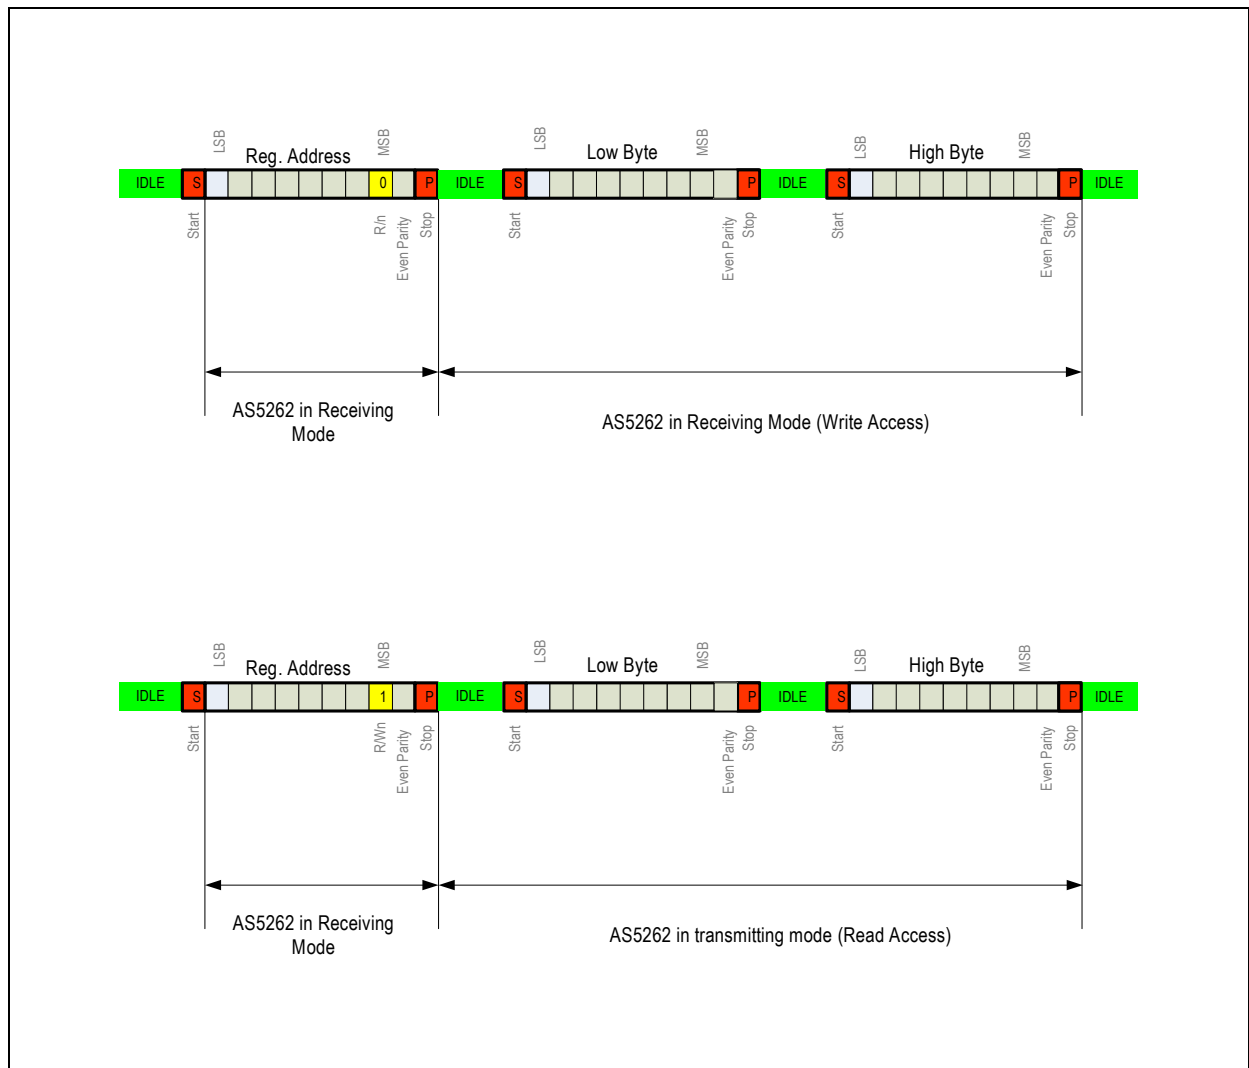 LSB
Reg. Address
MSB
LSB
Low Byte
MSB
LSB
High Byte
MSB
IDLE S 0 P IDLE S P IDLE S P IDLE
Start
R/n
Even Parity
Stop
Start
Even Parity
Stop
Start
Even Parity
Stop
AS5262 in Receiving
Mode
AS5262 in Receiving Mode (Write Access)
LSB
Reg. Address
MSB
LSB
Low Byte
MSB
LSB
High Byte
MSB
IDLE S 1 P IDLE S P IDLE S P IDLE
Start
R/Wn
Even Parity
Stop
Start
Even Parity
Stop
Start
Even Parity
Stop
AS5262 in Receiving
Mode
AS5262 in transmitting mode (Read Access)